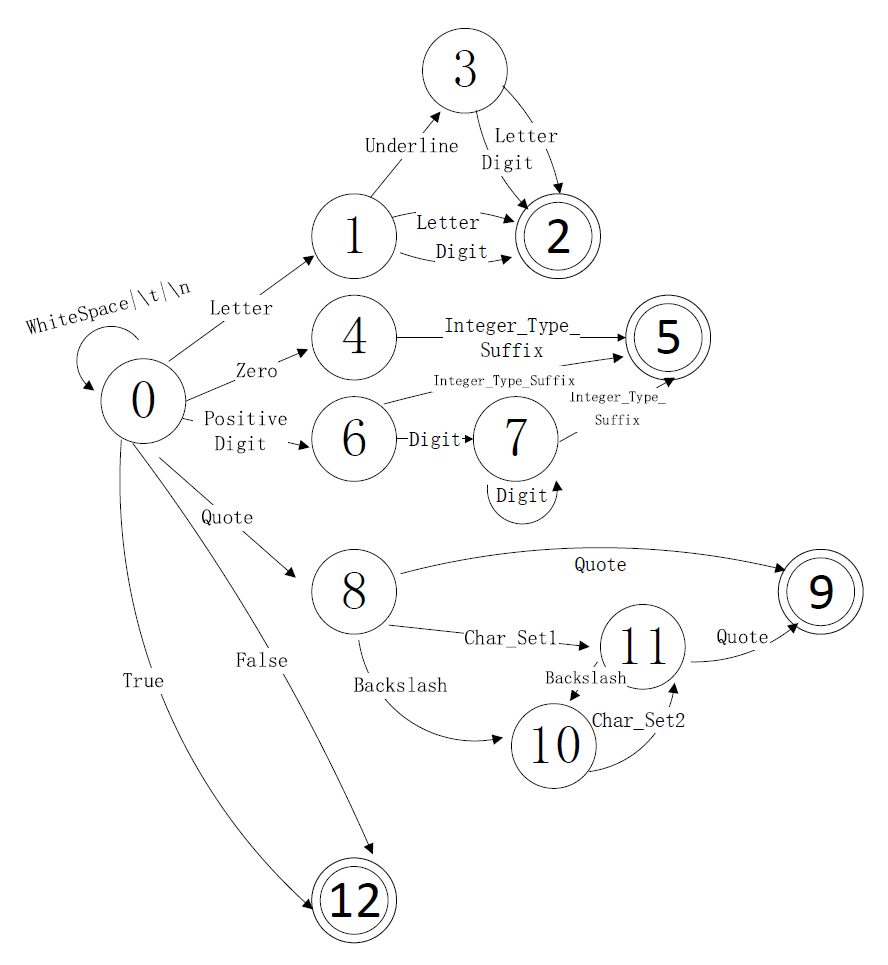 3
Underline
Letter
Digit
1
Letter
Digit
2
WhiteSpace|\t|\n
Letter
4
Integer_Type_
Suffix
5
Zero
0
Integer_Type_Suffix
Integer_Type_
Suffix
Positive
Digit
6
Digit
7
Digit
Quote
8
Quote
9
Char_Set1
11
Quote
False
True
Backslash
Backslash
Char_Set2
10
12